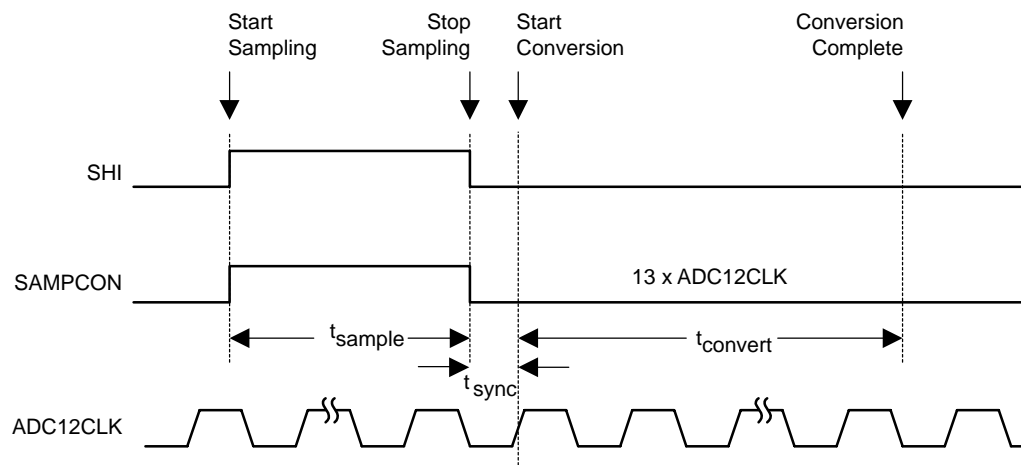 Start Sampling
Stop Sampling
Start Conversion
Conversion Complete
SHI
SAMPCON
13 x ADC12CLK
tsample
tconvert
tsync
ADC12CLK